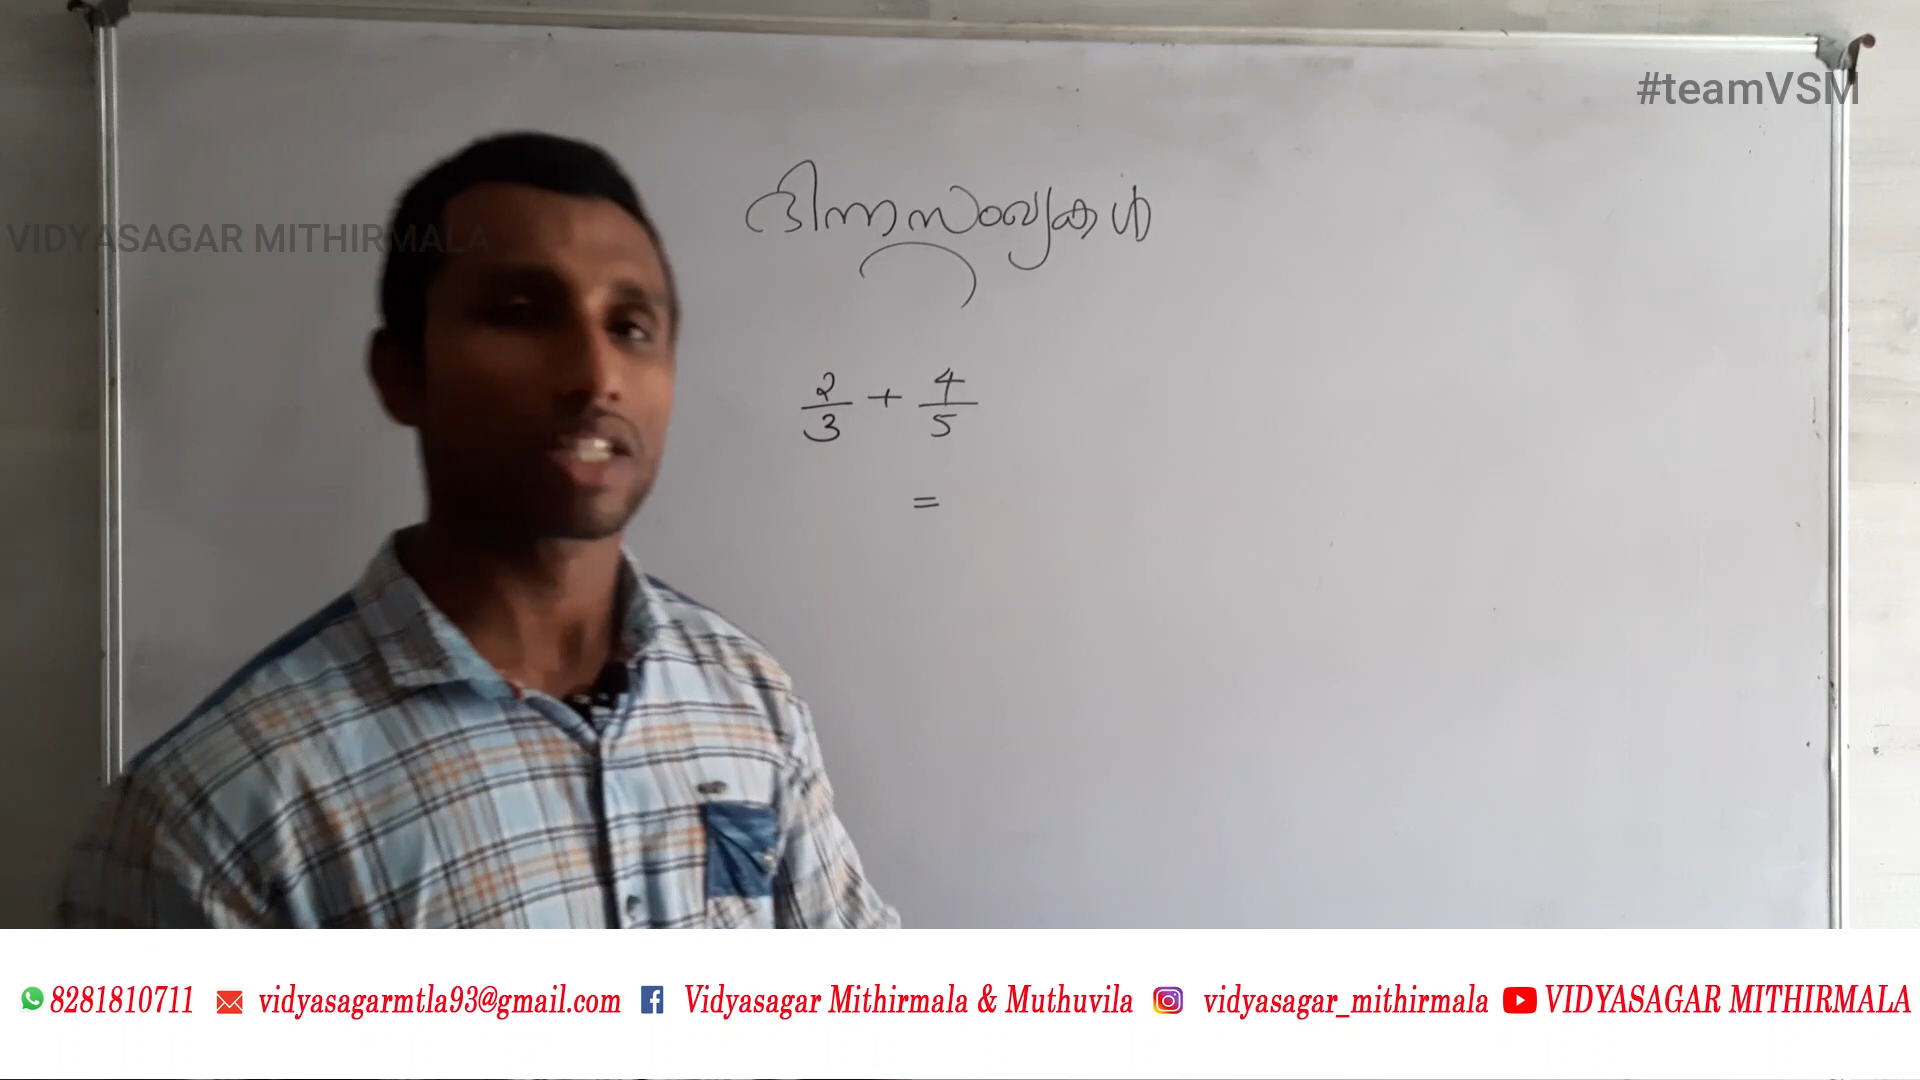 #teamVSM
ഭിന്നസംഖ്യകൾ
VIDYASAGAR MITHIRMALA
2/3 + 4/5
=
8281810711 vidyasagarmtla93@gmail.com Vidyasagar Mithirmala & Muthuvila vidyasagar_mithirmala VIDYASAGAR MITHIRMALA